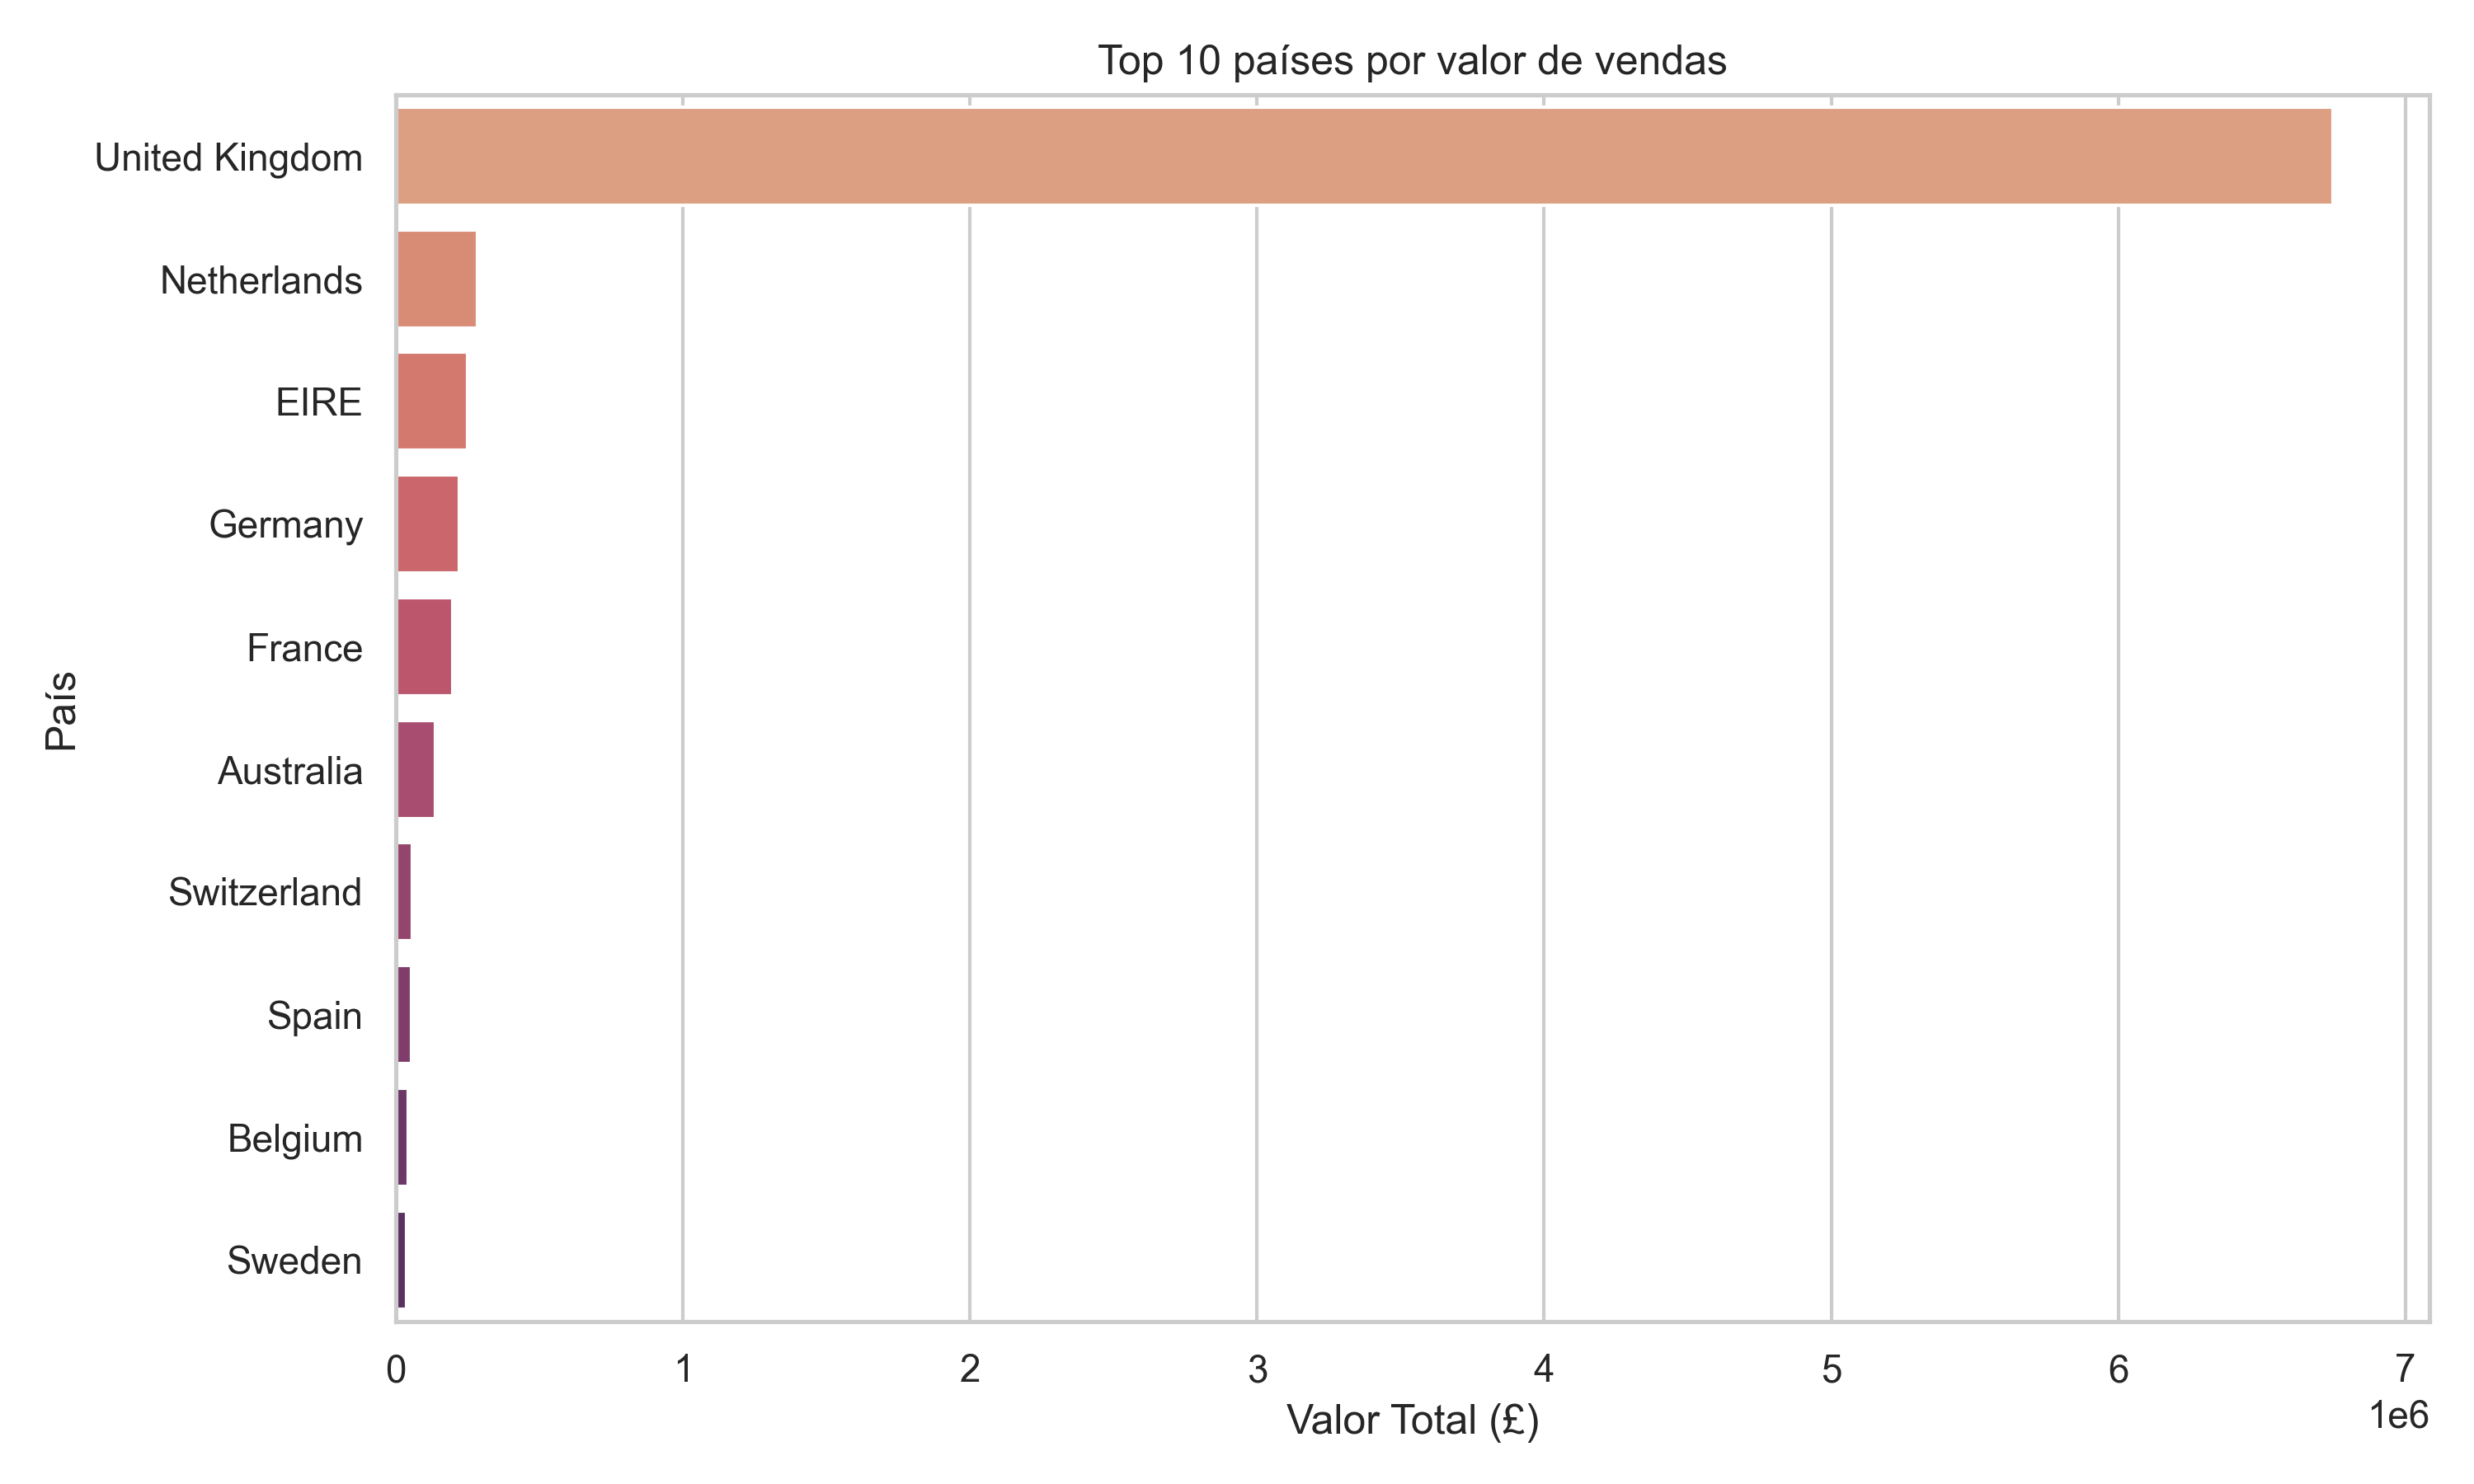 Top 10 países por valor de vendas
País
United Kingdom
Netherlands
EIRE
Germany
France
Australia
Switzerland
Spain
Belgium
Sweden
0 1 2 3 4 5 6 7
1e6
Valor Total (£)